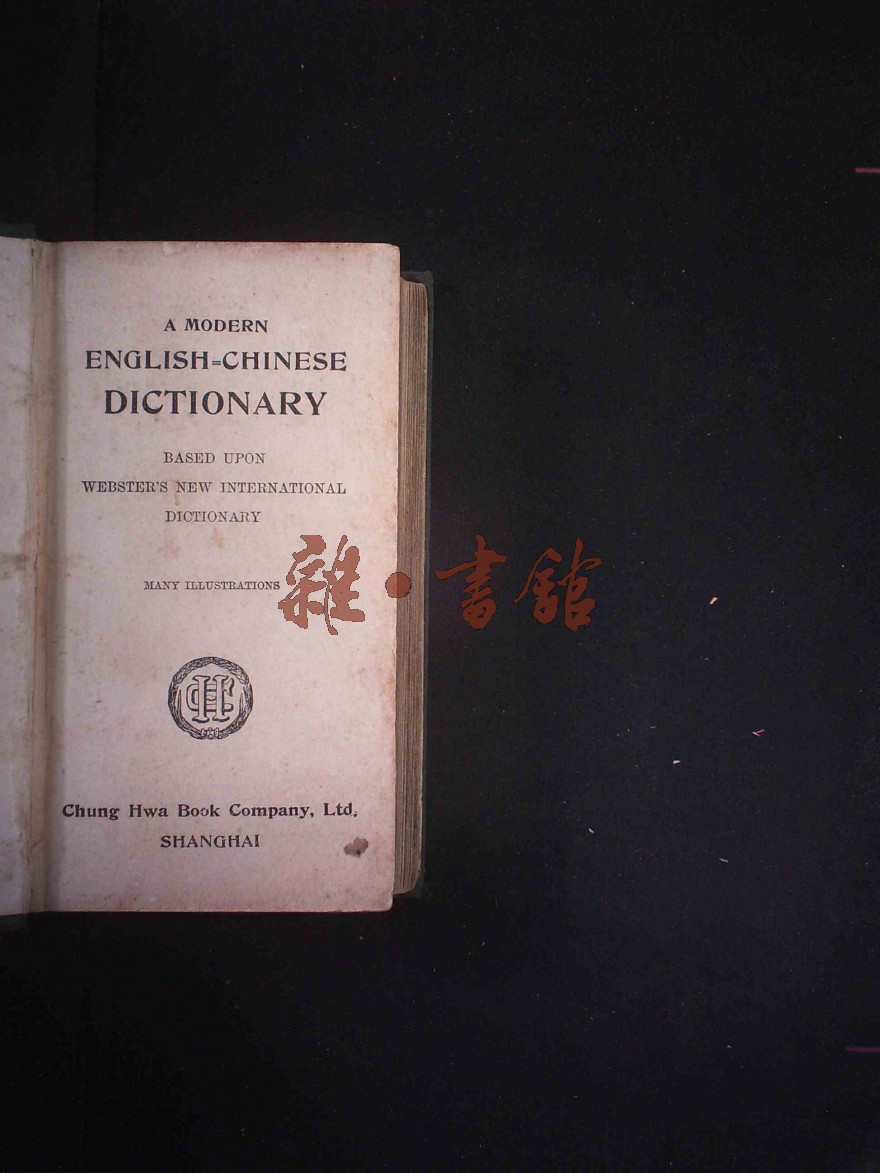 A MODERN
ENGLISH=CHINESE
DICTIONARY
BASED UPON
WEBSTER'S NEW INTERNATIONAL
DICTIONARY
MANY ILLUSTRATIONS
雜·書館
CHC
Chung Hwa Book Company, Ltd.
SHANGHAI